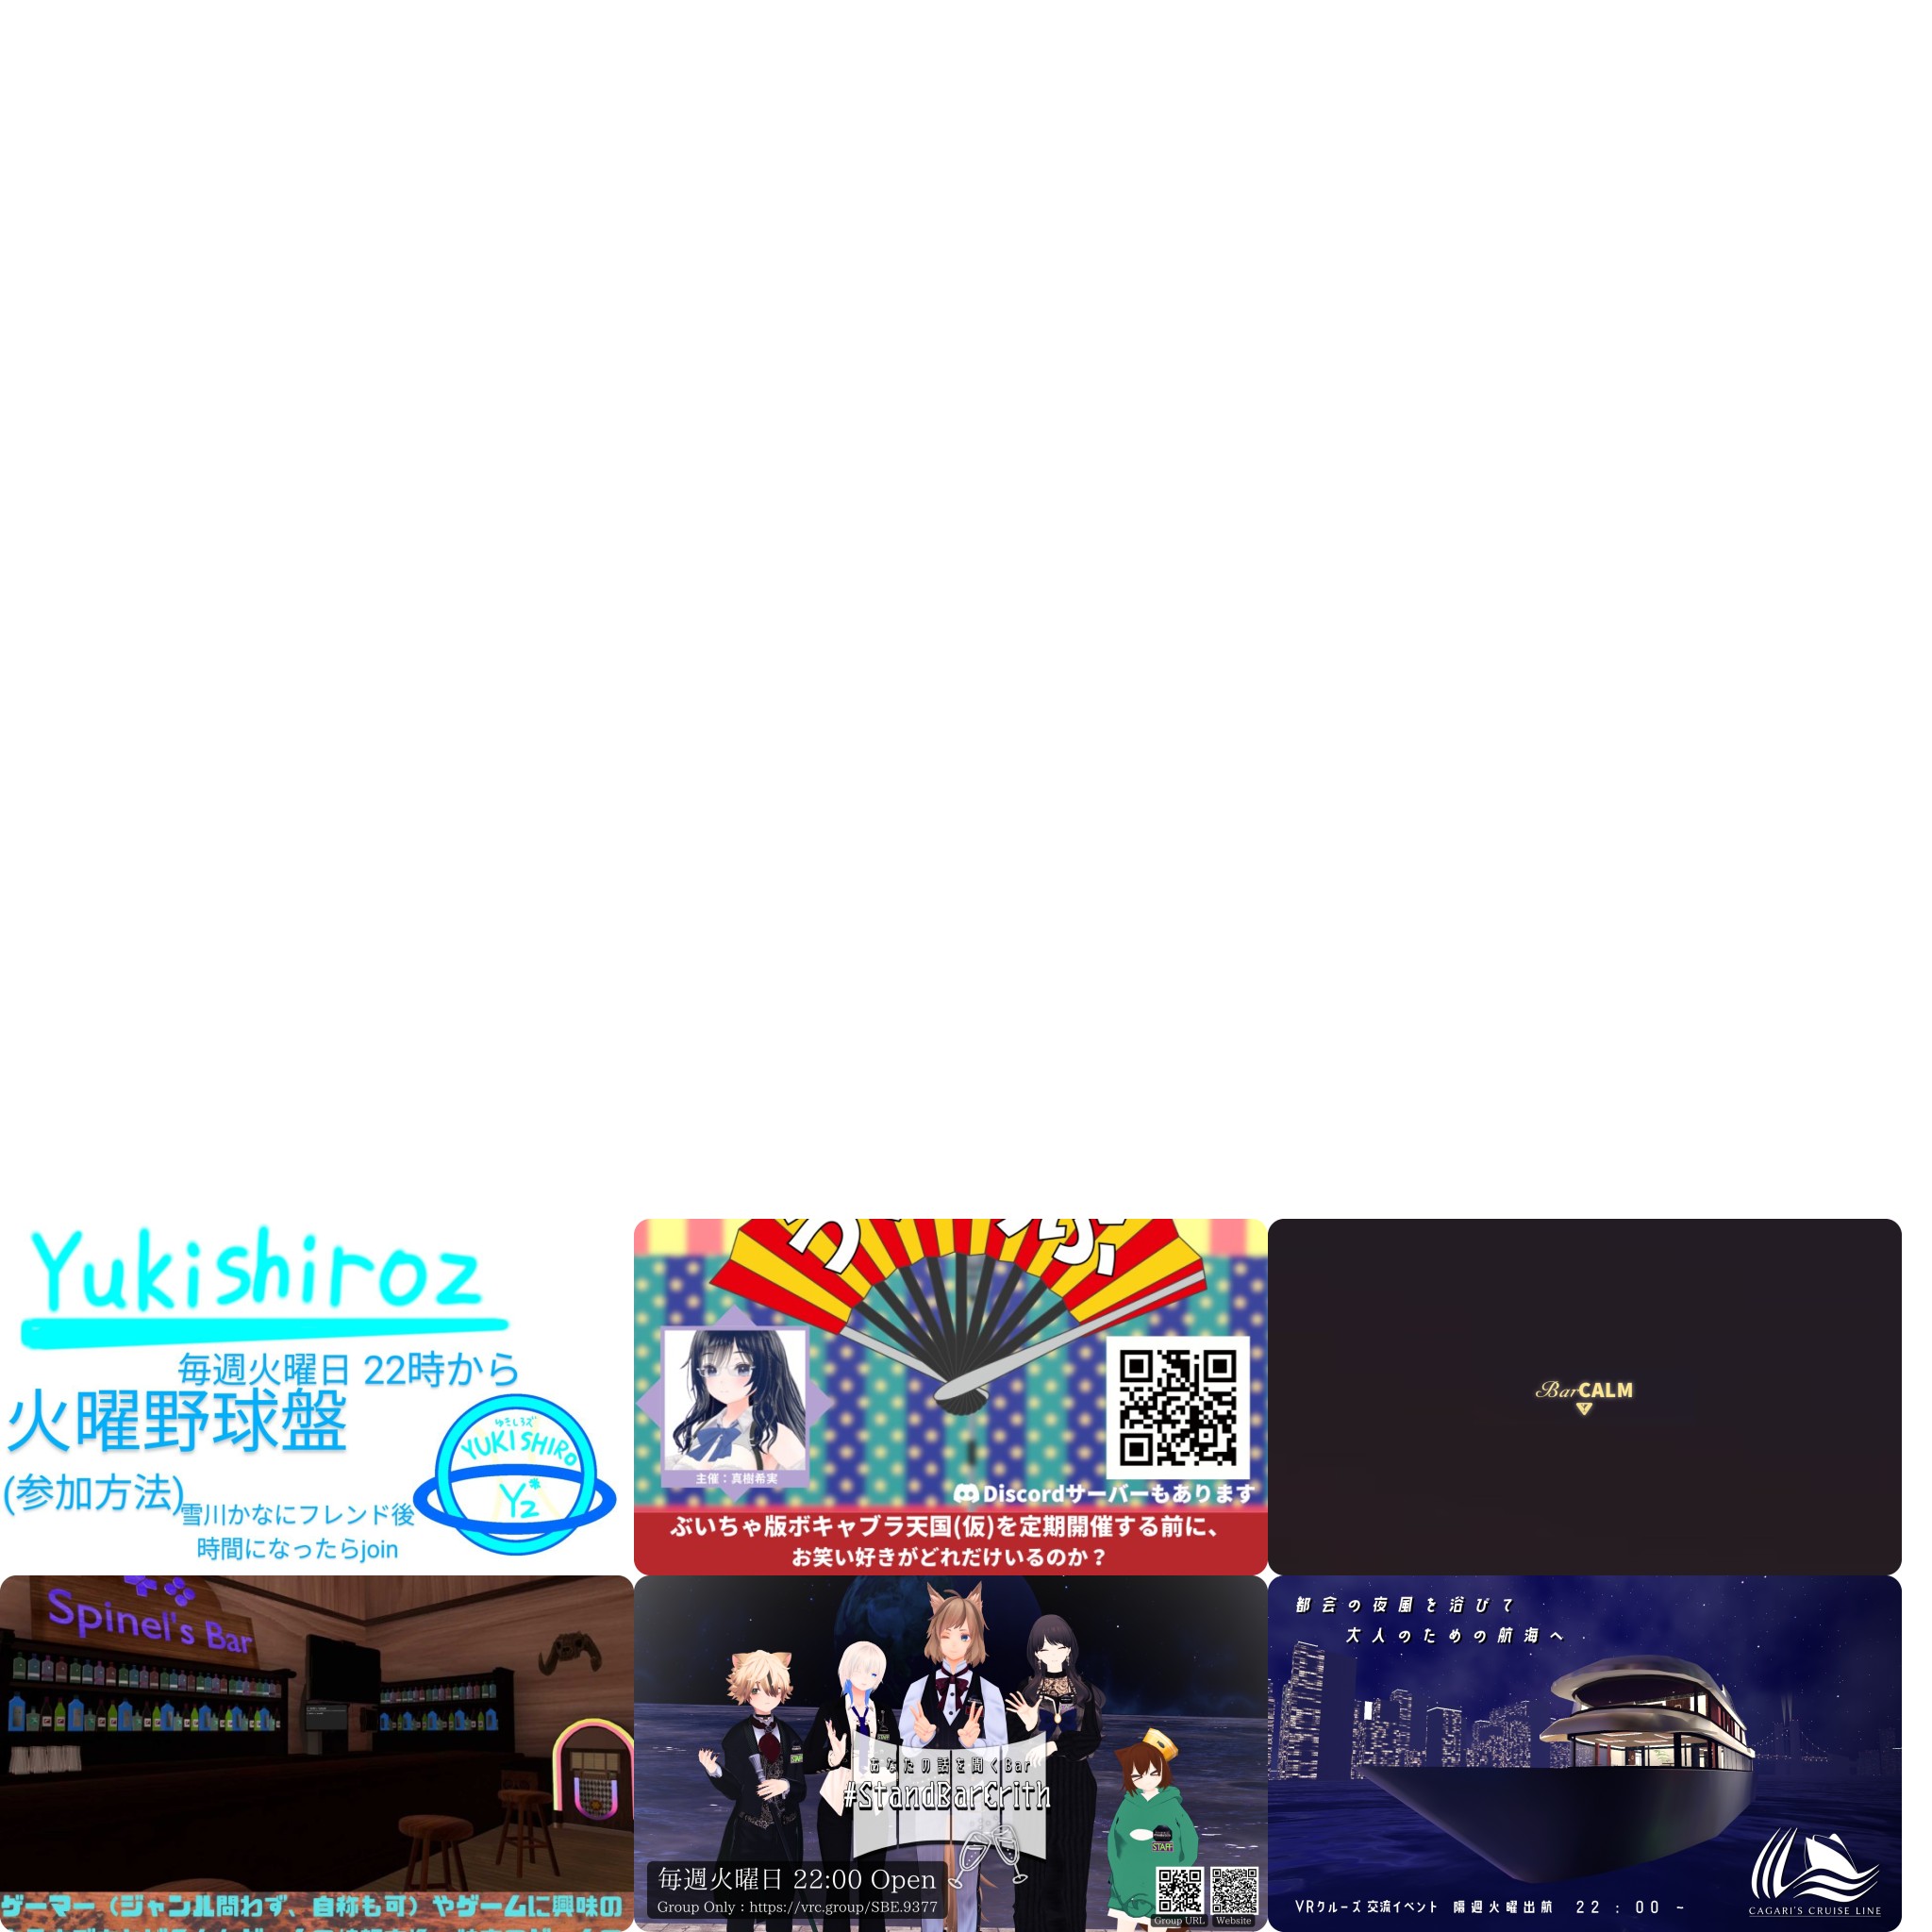 Yukishiroz
毎週火曜日 22時から
火曜野球盤
(参加方法)
雪川かなにフレンド後
時間になったらjoin
ゆきしろズ
YUKISHIRO
Yz
主催：真樹希実
Discordサーバーもあります
ぶいちゃ版ボキャブラ天国(仮)を定期開催する前に、
お笑い好きがどれだけいるのか？
BarCALM
Spinel's Bar
ゲーマー（ジャンル問わず、自称も可）やゲームに興味の
あなたの話を聞くBar
#StandBarErith
STAFF
毎週火曜日 22:00 Open
Group Only : https://vrc.group/SBE.9377
Group URL
Website
都会の夜風を浴びて
大人のための航海へ
VRクルーズ交流イベント 隔週火曜出航 22:00 ~
CAGARI'S CRUISE LINE